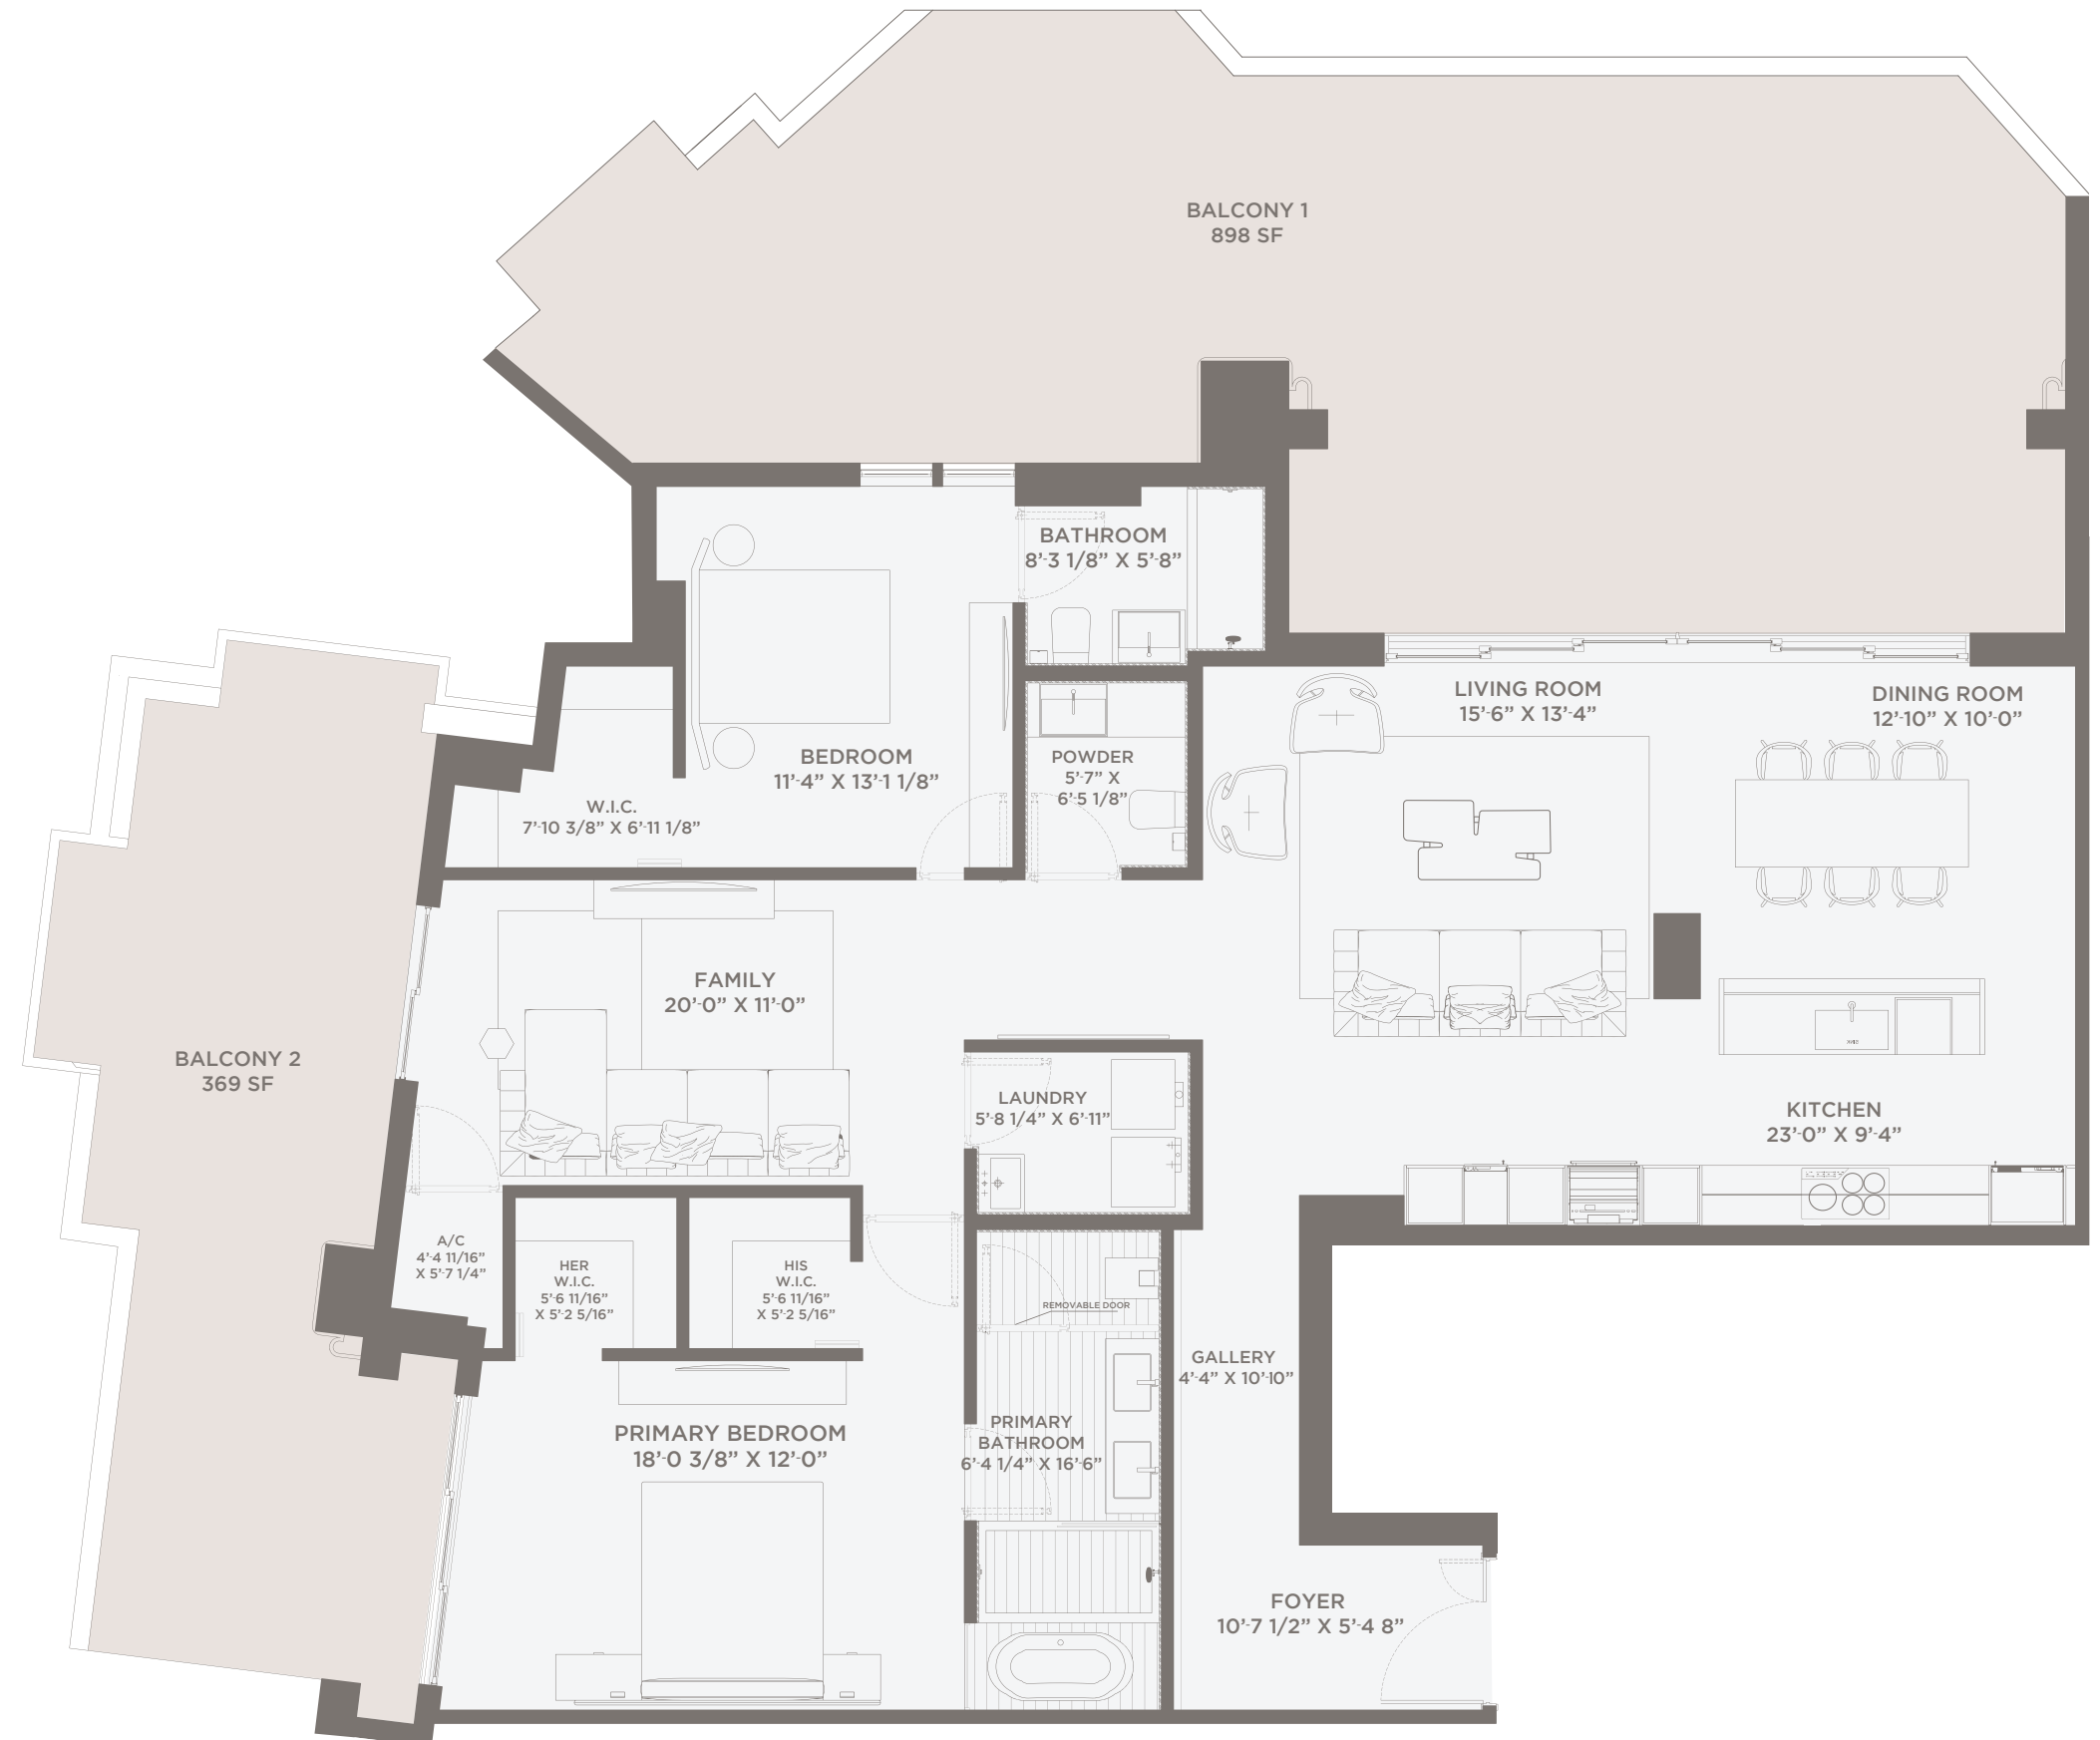 BALCONY 1
898 SF
BATHROOM
8’-3 1/8” X 5’-8”
LIVING ROOM
15’-6” X 13’-4”
DINING ROOM
12’-10” X 10’-0”
BEDROOM
11’-4” X 13’-1 1/8”
POWDER
5’-7” X
6’-5 1/8”
W.I.C.
7’-10 3/8” X 6’-11 1/8”
FAMILY
20’-0” X 11’-0”
BALCONY 2
369 SF
LAUNDRY
5’-8 1/4” X 6’-11”
KITCHEN
23’-0” X 9’-4”
A/C
4’-4 11/16”
X 5’-7 1/4”
HER
W.I.C.
5’-6 11/16”
X 5’-2 5/16”
HIS
W.I.C.
5’-6 11/16”
X 5’-2 5/16”
REMOVABLE DOOR
GALLERY
4’-4” X 10’-10”
PRIMARY BEDROOM
18’-0 3/8” X 12’-0”
PRIMARY
BATHROOM
6’-4 1/4” X 16’-6”
FOYER
10’-7 1/2” X 5’-4 8”